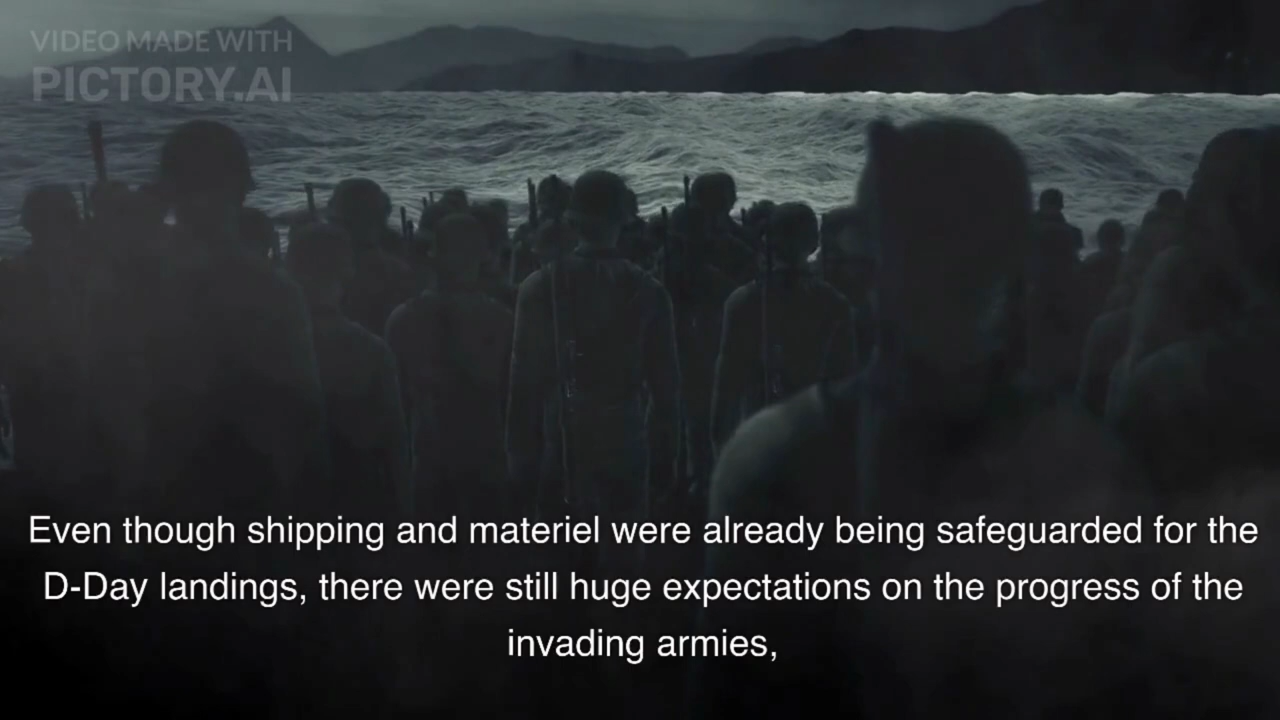 VIDEO MADE WITH
PICTORY.AI
Even though shipping and materiel were already being safeguarded for the
D-Day landings, there were still huge expectations on the progress of the
invading armies,